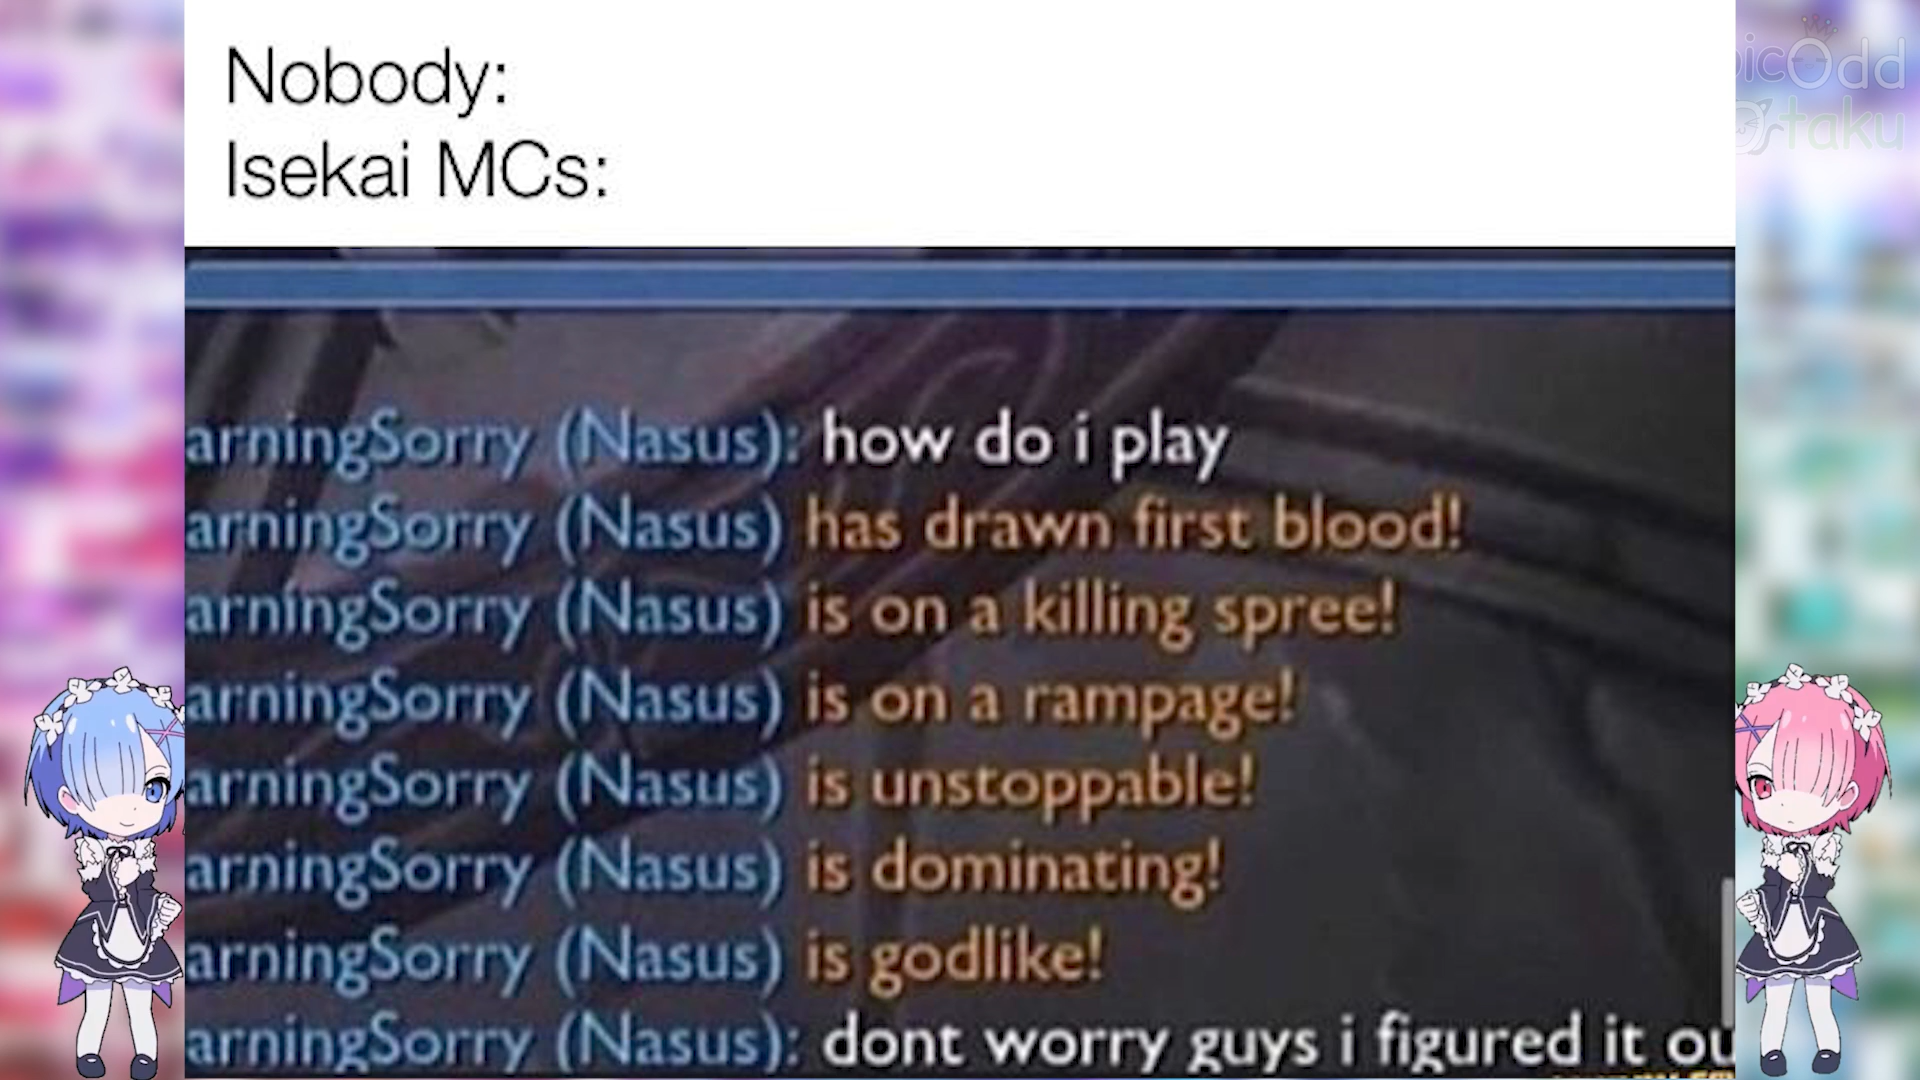 Nobody:
Isekai MCs:
icOdd
taku
arningSorry (Nasus): how do i play
arningSorry (Nasus) has drawn first blood!
arningSorry (Nasus) is on a killing spree!
arningSorry (Nasus) is on a rampage!
arningSorry (Nasus) is unstoppable!
arningSorry (Nasus) is dominating!
arningSorry (Nasus) is godlike!
arningSorry (Nasus): dont worry guys i figured it ou